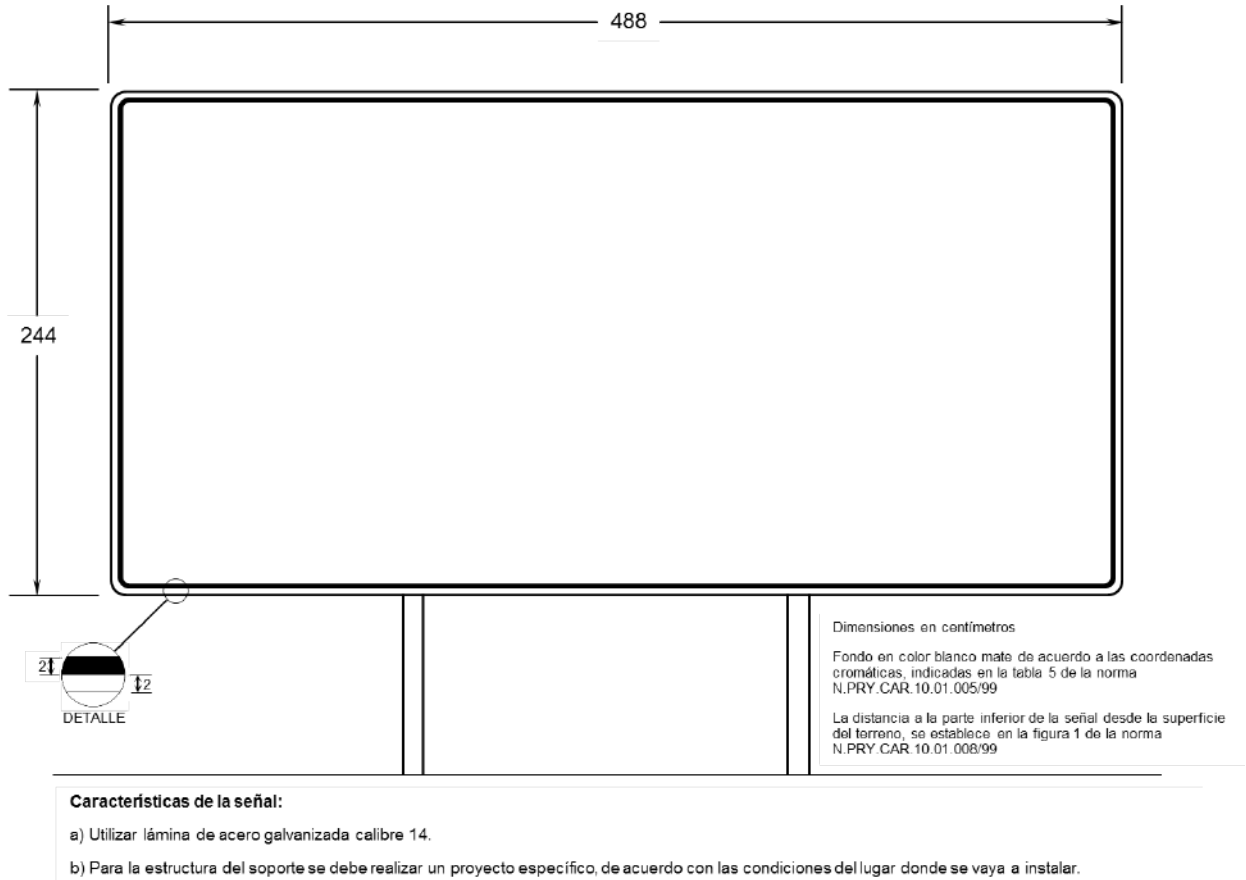 488
244
2
2
DETALLE
Dimensiones en centímetros
Fondo en color blanco mate de acuerdo a las coordenadas
cromáticas, indicadas en la tabla 5 de la norma
N.PRY.CAR.10.01.005/99
La distancia a la parte inferior de la señal desde la superficie
del terreno, se establece en la figura 1 de la norma
N.PRY.CAR.10.01.008/99
Características de la señal:
a) Utilizar lámina de acero galvanizada calibre 14.
b) Para la estructura del soporte se debe realizar un proyecto específico, de acuerdo con las condiciones del lugar donde se vaya a instalar.